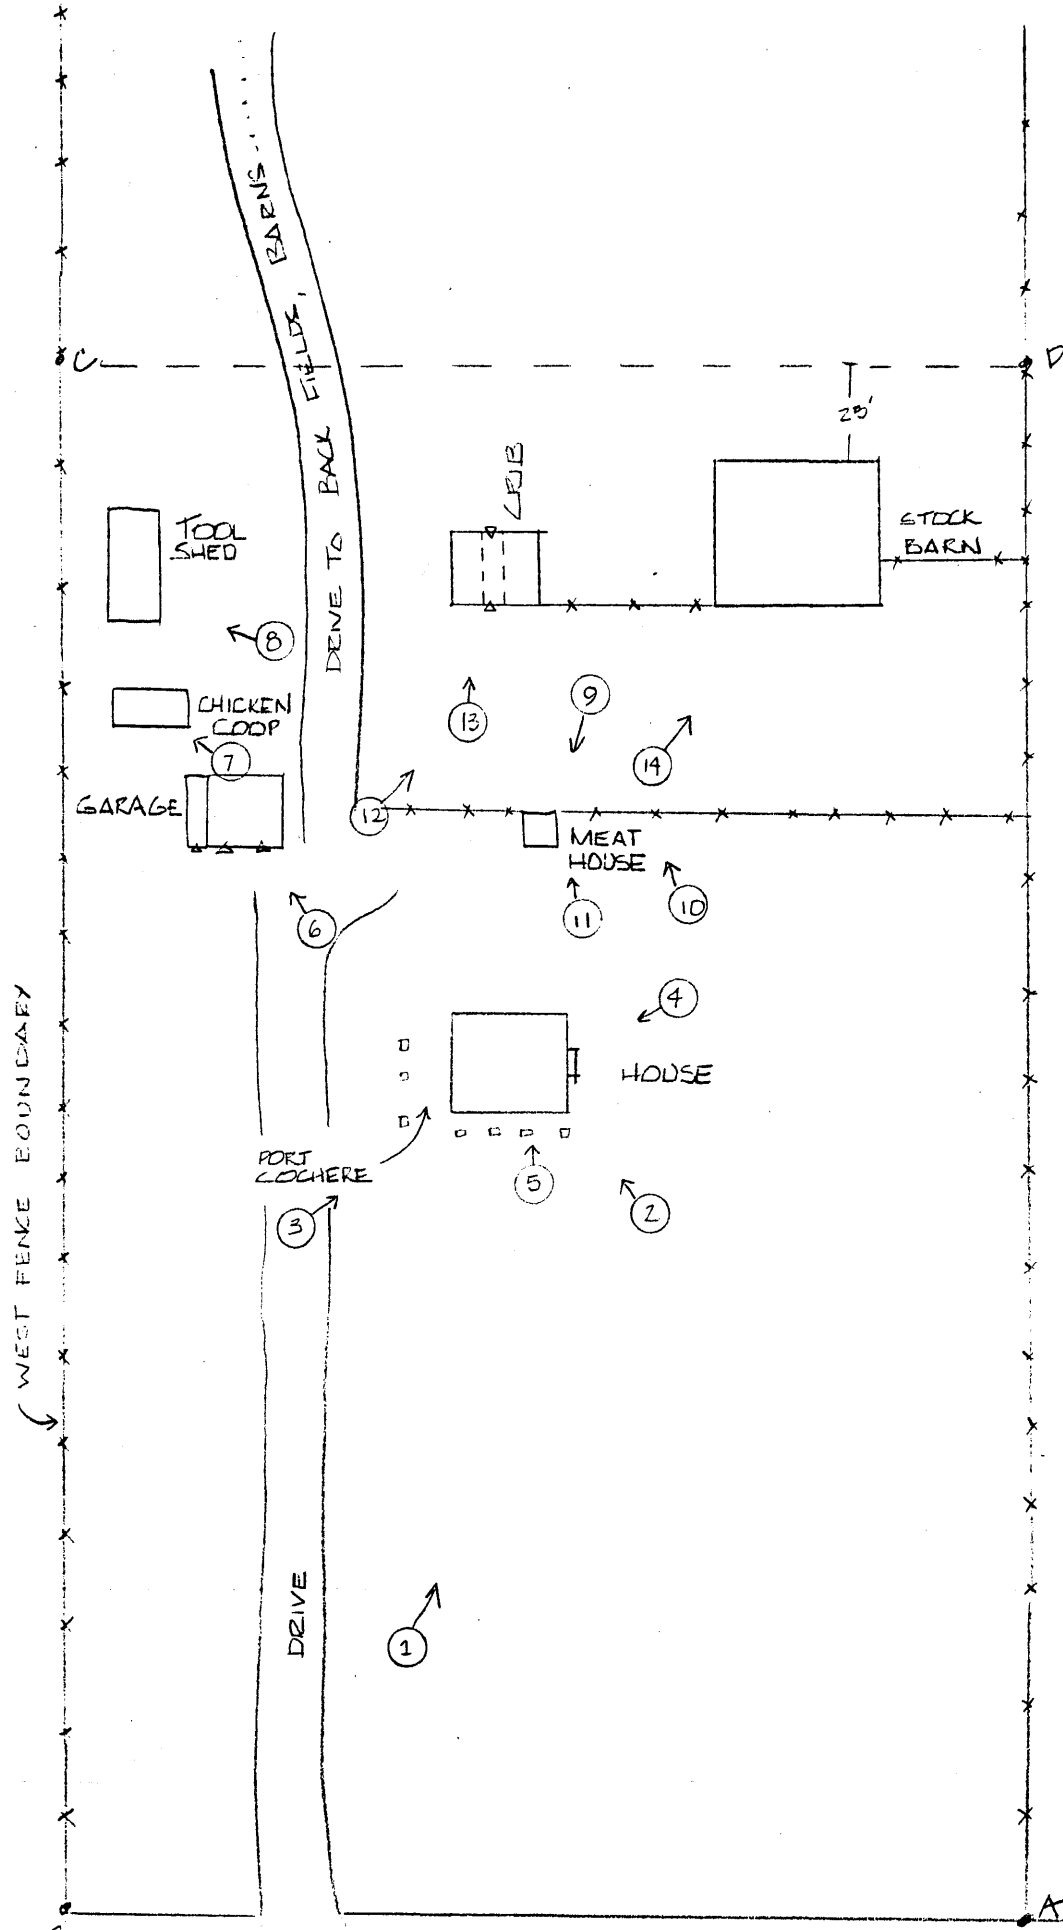 DRIVE TO BACK FIELDS, BARNS....
C
D
25'
CRIB
STOCK
BARN
TOOL
SHED
8
9
CHICKEN
COOP
13
7
14
GARAGE
12
MEAT
HOUSE
10
11
6
4
HOUSE
PORT
COCHERE
5
2
3
WEST FENCE BOUNDARY
DRIVE
1
A